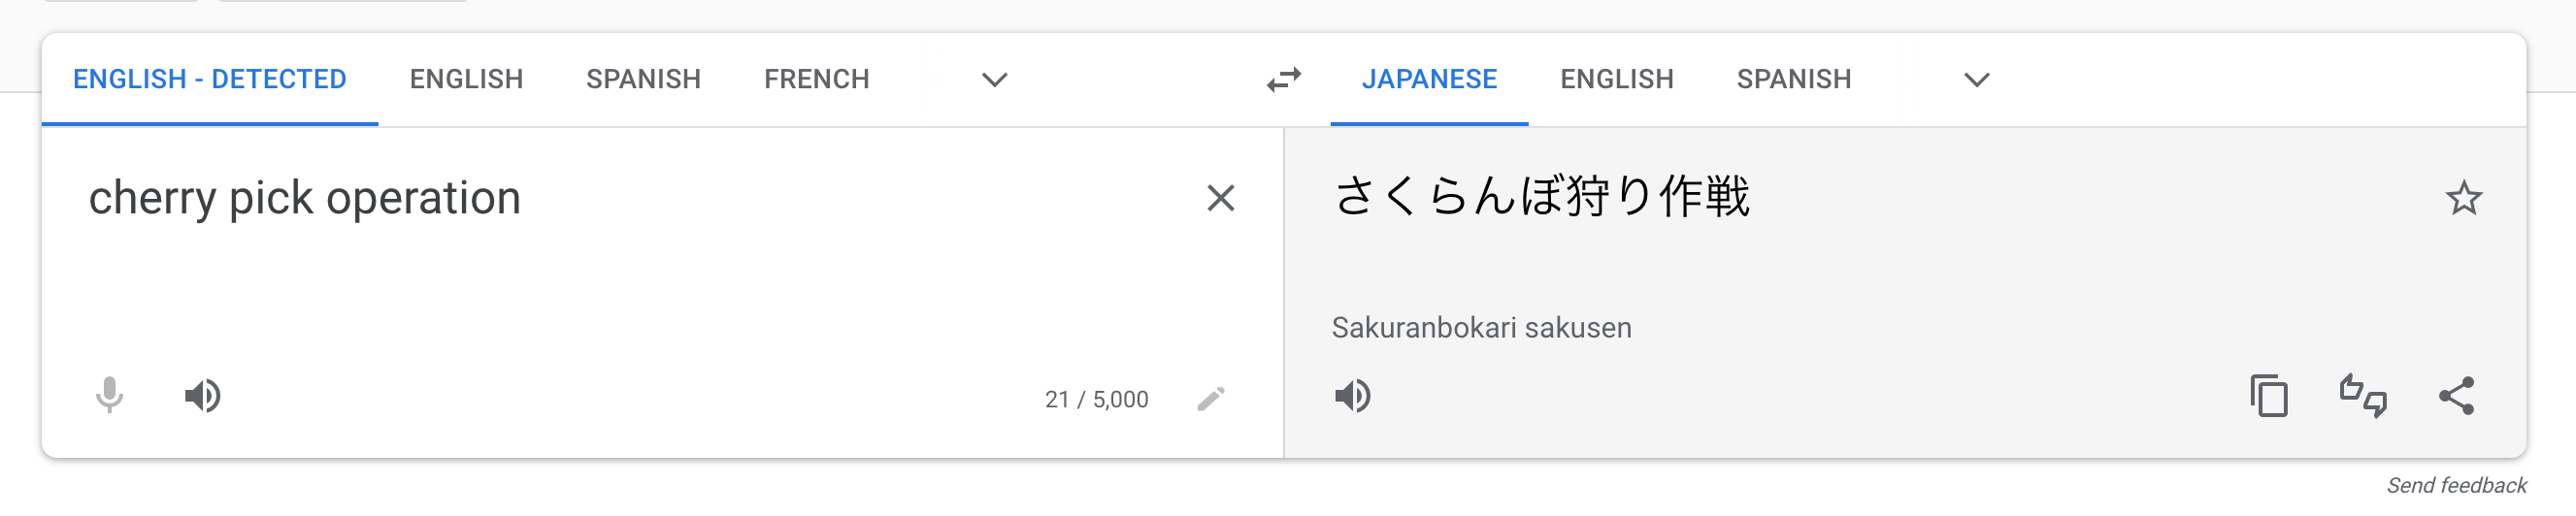 ENGLISH - DETECTED ENGLISH SPANISH FRENCH JAPANESE ENGLISH SPANISH
cherry pick operation
さくらんぼ狩り作戦
Sakuranbokari sakusen
21 / 5,000
Send feedback